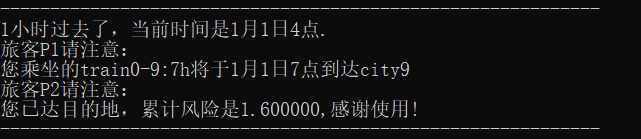 ------------------------------------------------------------
1小时过去了，当前时间是1月1日4点.
旅客P1请注意:
您乘坐的train0-9:7h将于1月1日7点到达city9
旅客P2请注意:
您已达目的地，累计风险是1.600000,感谢使用!
------------------------------------------------------------